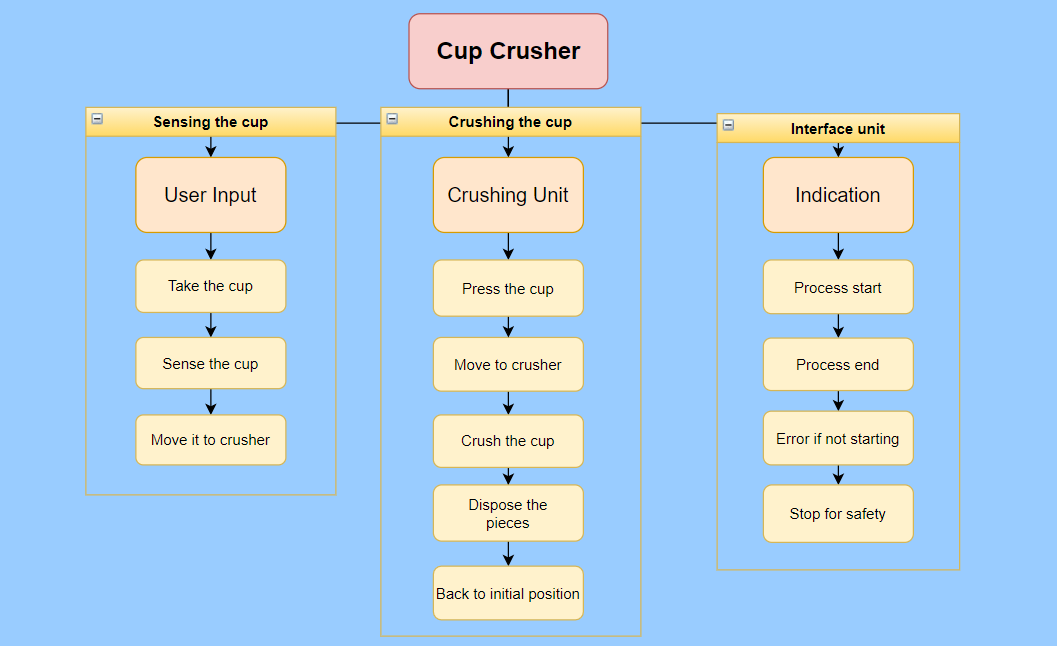 Cup Crusher
Sensing the cup
User Input
Take the cup
Sense the cup
Move it to crusher
Crushing the cup
Crushing Unit
Press the cup
Move to crusher
Crush the cup
Dispose the
pieces
Back to initial position
Interface unit
Indication
Process start
Process end
Error if not starting
Stop for safety